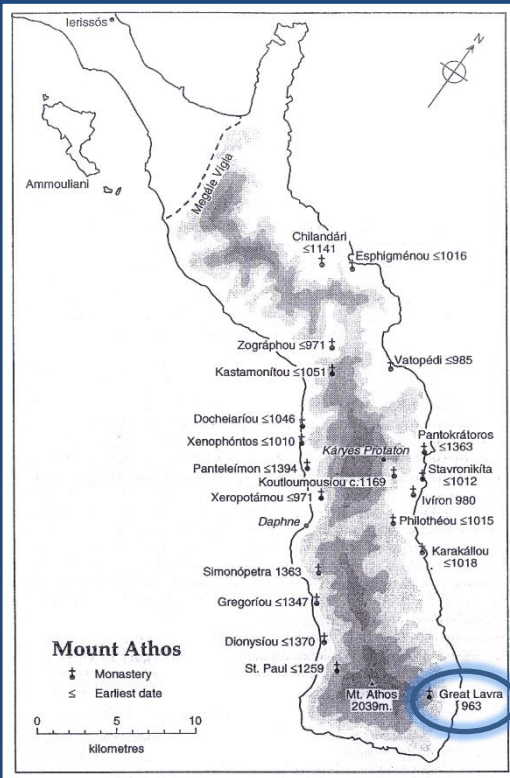 Ierissós
N
Ammouliani
Megále Vígla
Chilandári
≤1141
Esphigménou ≤1016
Zográphou ≤971
Kastamonítou ≤1051
Vatopédi ≤985
Docheiaríou ≤1046
Xenophóntos ≤1010
Káryes Protaton
Pantokrátoros
≤1363
Panteleímon ≤1394
Koutloumousíou c.1169
Stavronikíta
≤1012
Xeropotámou ≤971
Ivíron 980
Daphne
Philothéou ≤1015
Karakállou
≤1018
Simonópetra 1363
Gregoríou ≤1347
Dionysíou ≤1370
St. Paul ≤1259
Mt. Athos
2039m.
Great Lavra
963
Mount Athos
Monastery
≤ Earliest date
0 5 10
kilometres